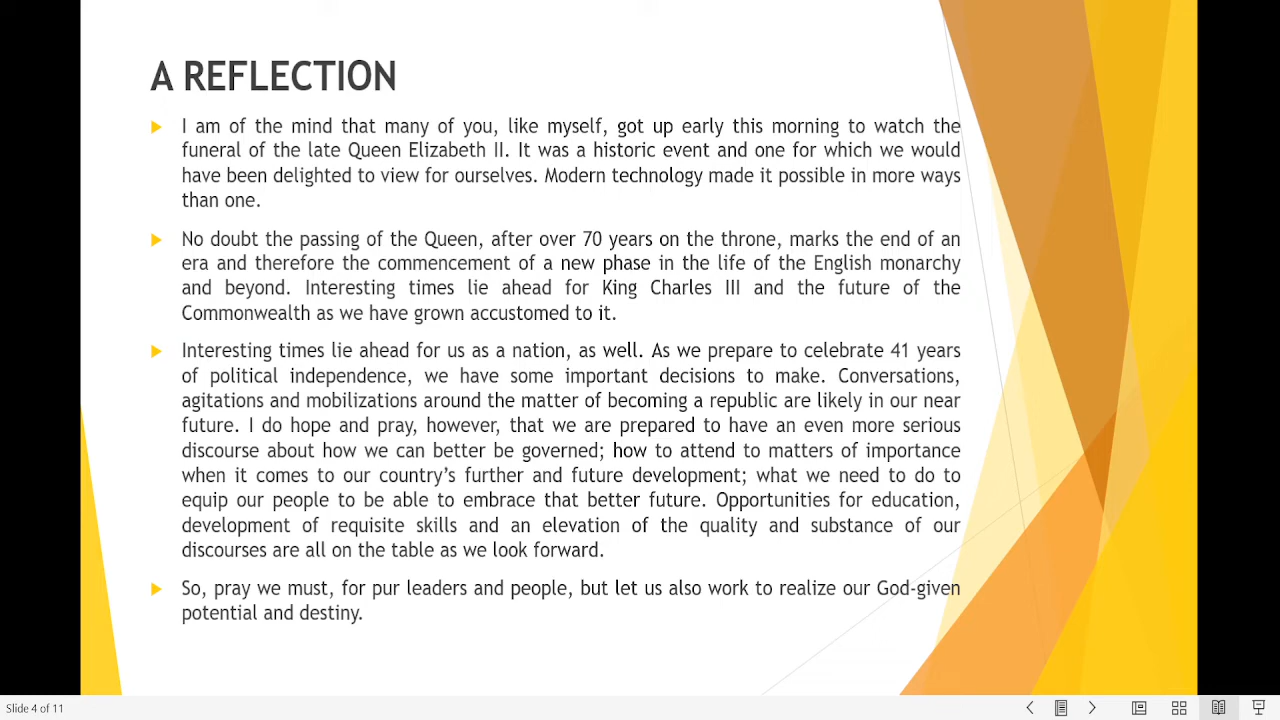 A REFLECTION
I am of the mind that many of you, like myself, got up early this morning to watch the
funeral of the late Queen Elizabeth II. It was a historic event and one for which we would
have been delighted to view for ourselves. Modern technology made it possible in more ways
than one.
No doubt the passing of the Queen, after over 70 years on the throne, marks the end of an
era and therefore the commencement of a new phase in the life of the English monarchy
and beyond. Interesting times lie ahead for King Charles III and the future of the
Commonwealth as we have grown accustomed to it.
Interesting times lie ahead for us as a nation, as well. As we prepare to celebrate 41 years
of political independence, we have some important decisions to make. Conversations,
agitations and mobilizations around the matter of becoming a republic are likely in our near
future. I do hope and pray, however, that we are prepared to have an even more serious
discourse about how we can better be governed; how to attend to matters of importance
when it comes to our country's further and future development; what we need to do to
equip our people to be able to embrace that better future. Opportunities for education,
development of requisite skills and an elevation of the quality and substance of our
discourses are all on the table as we look forward.
So, pray we must, for pur leaders and people, but let us also work to realize our God-given
potential and destiny.
Slide 4 of 11